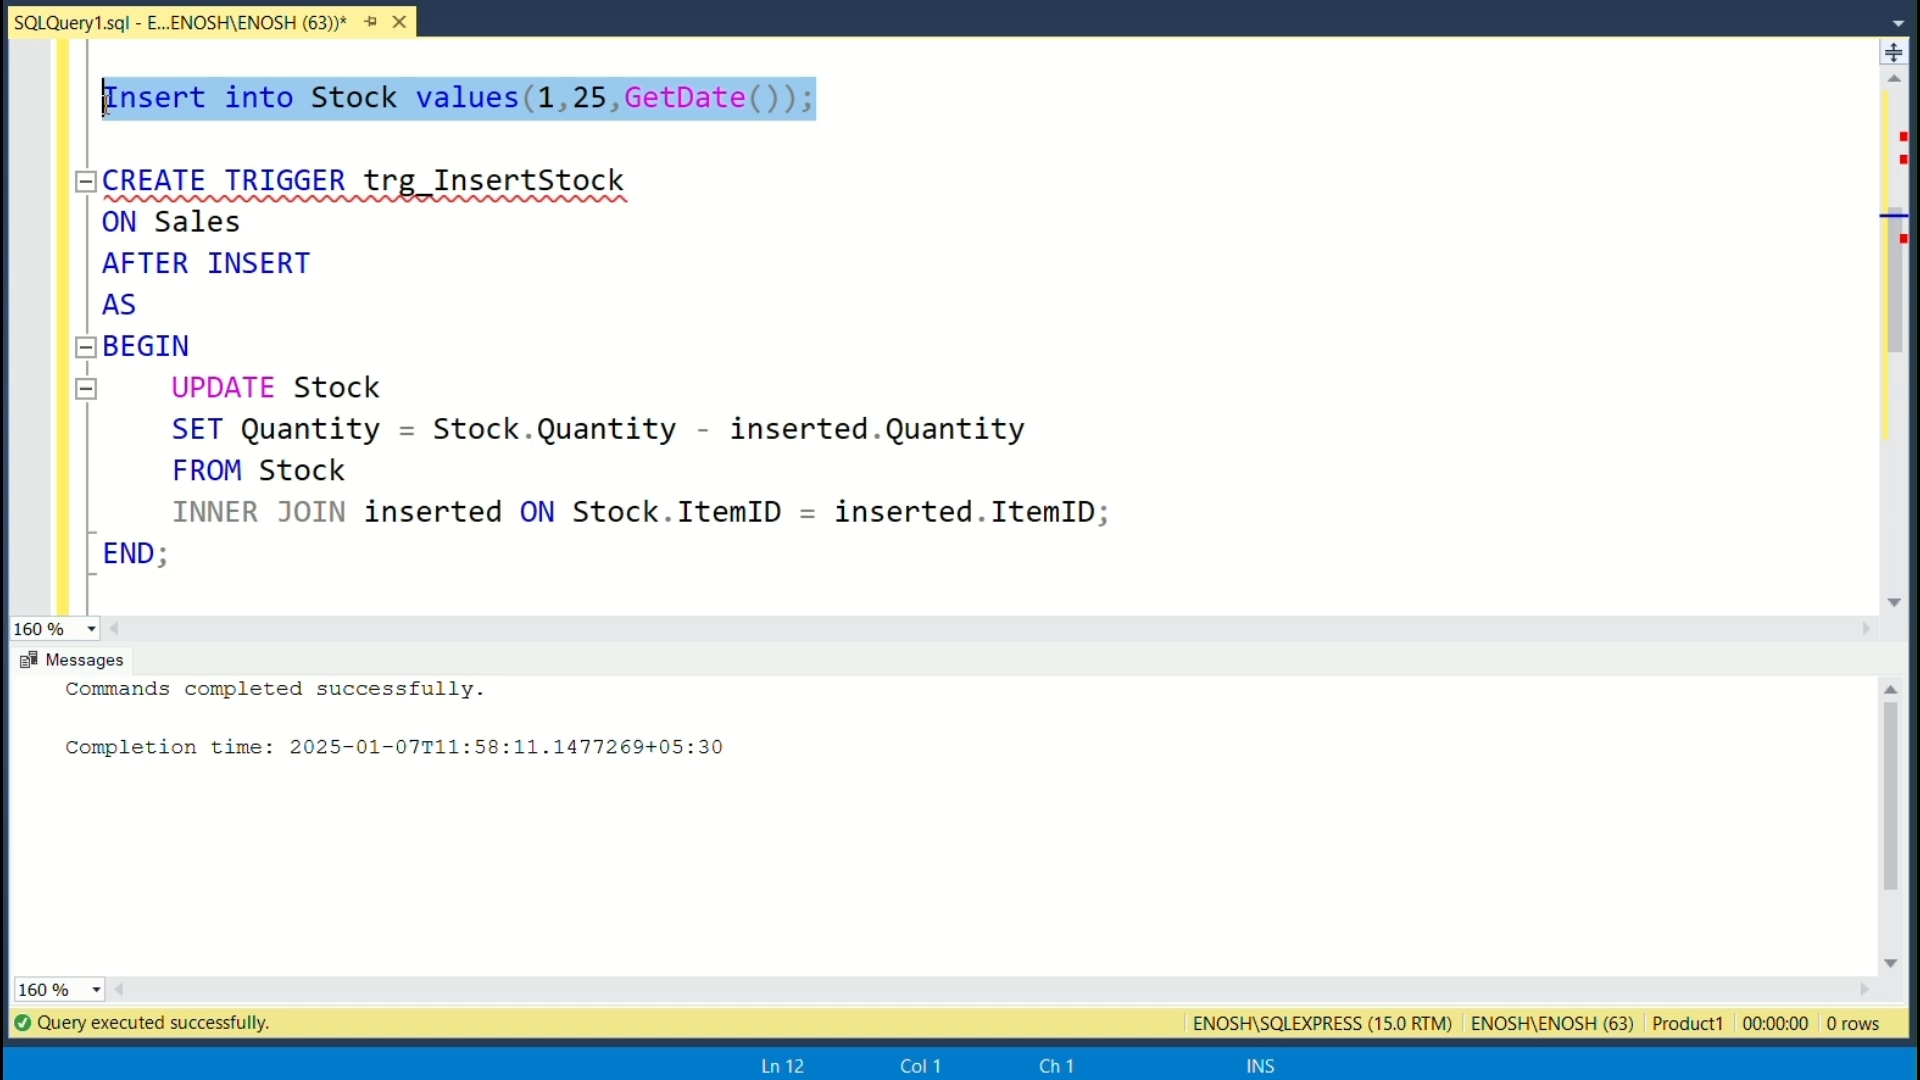 SQLQuery1.sql - E...ENOSH\ENOSH (63))*
Insert into Stock values(1,25,GetDate());
CREATE TRIGGER trg_InsertStock
ON Sales
AFTER INSERT
AS
BEGIN
UPDATE Stock
SET Quantity = Stock.Quantity - inserted.Quantity
FROM Stock
INNER JOIN inserted ON Stock.ItemID = inserted.ItemID;
END;
160 %
Messages
Commands completed successfully.
Completion time: 2025-01-07T11:58:11.1477269+05:30
160 %
Query executed successfully. ENOSH\SQLEXPRESS (15.0 RTM) ENOSH\ENOSH (63) Product1 00:00:00 0 rows
Ln 12 Col 1 Ch 1 INS